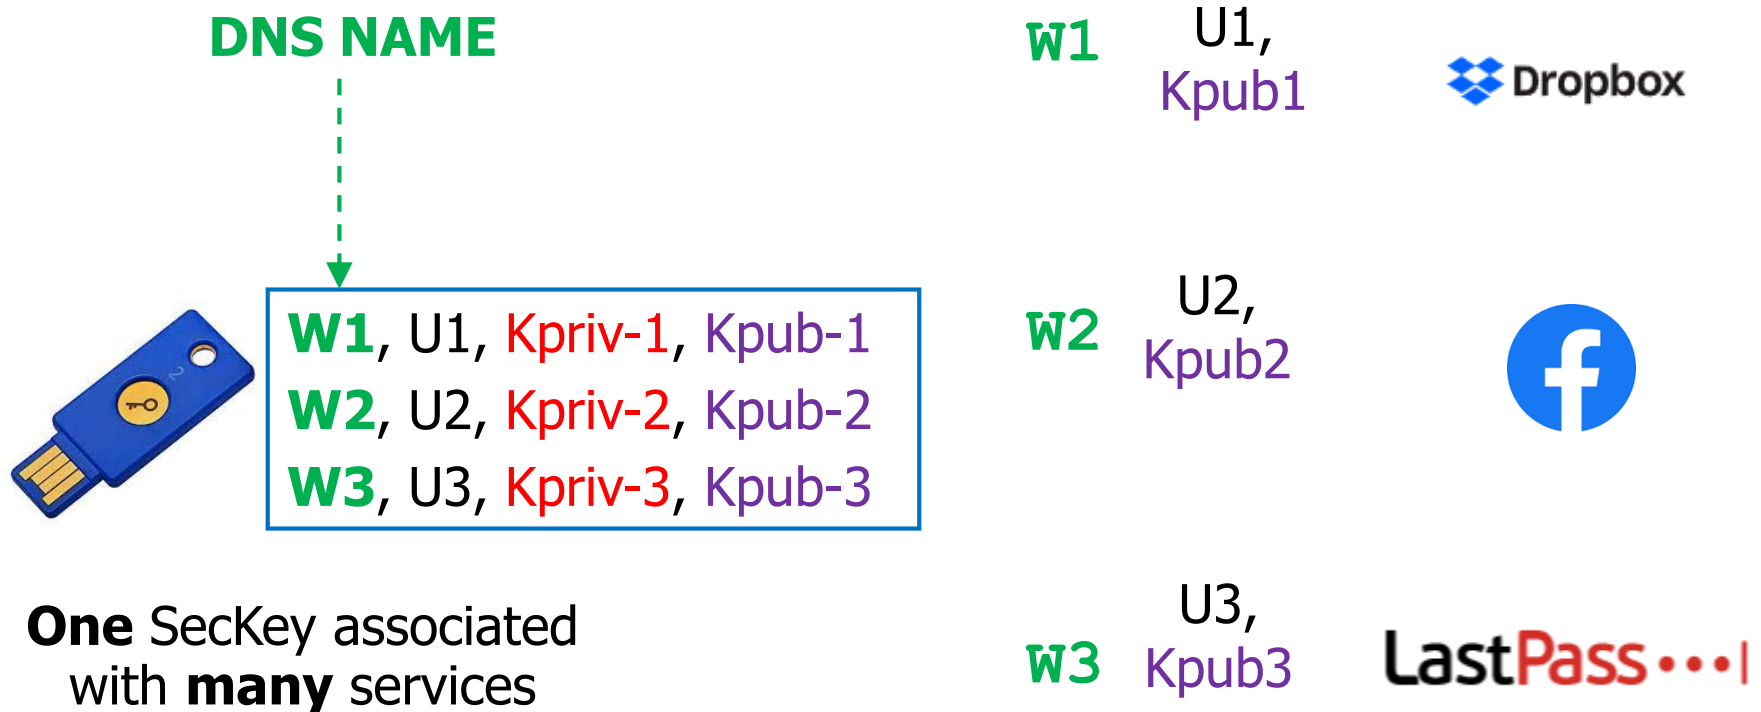 DNS NAME
W1, U1, Kpriv-1, Kpub-1
W2, U2, Kpriv-2, Kpub-2
W3, U3, Kpriv-3, Kpub-3
One SecKey associated
with many services
W1
U1,
Kpub1
Dropbox
W2
U2,
Kpub2
W3
U3,
Kpub3
LastPass•••|
2